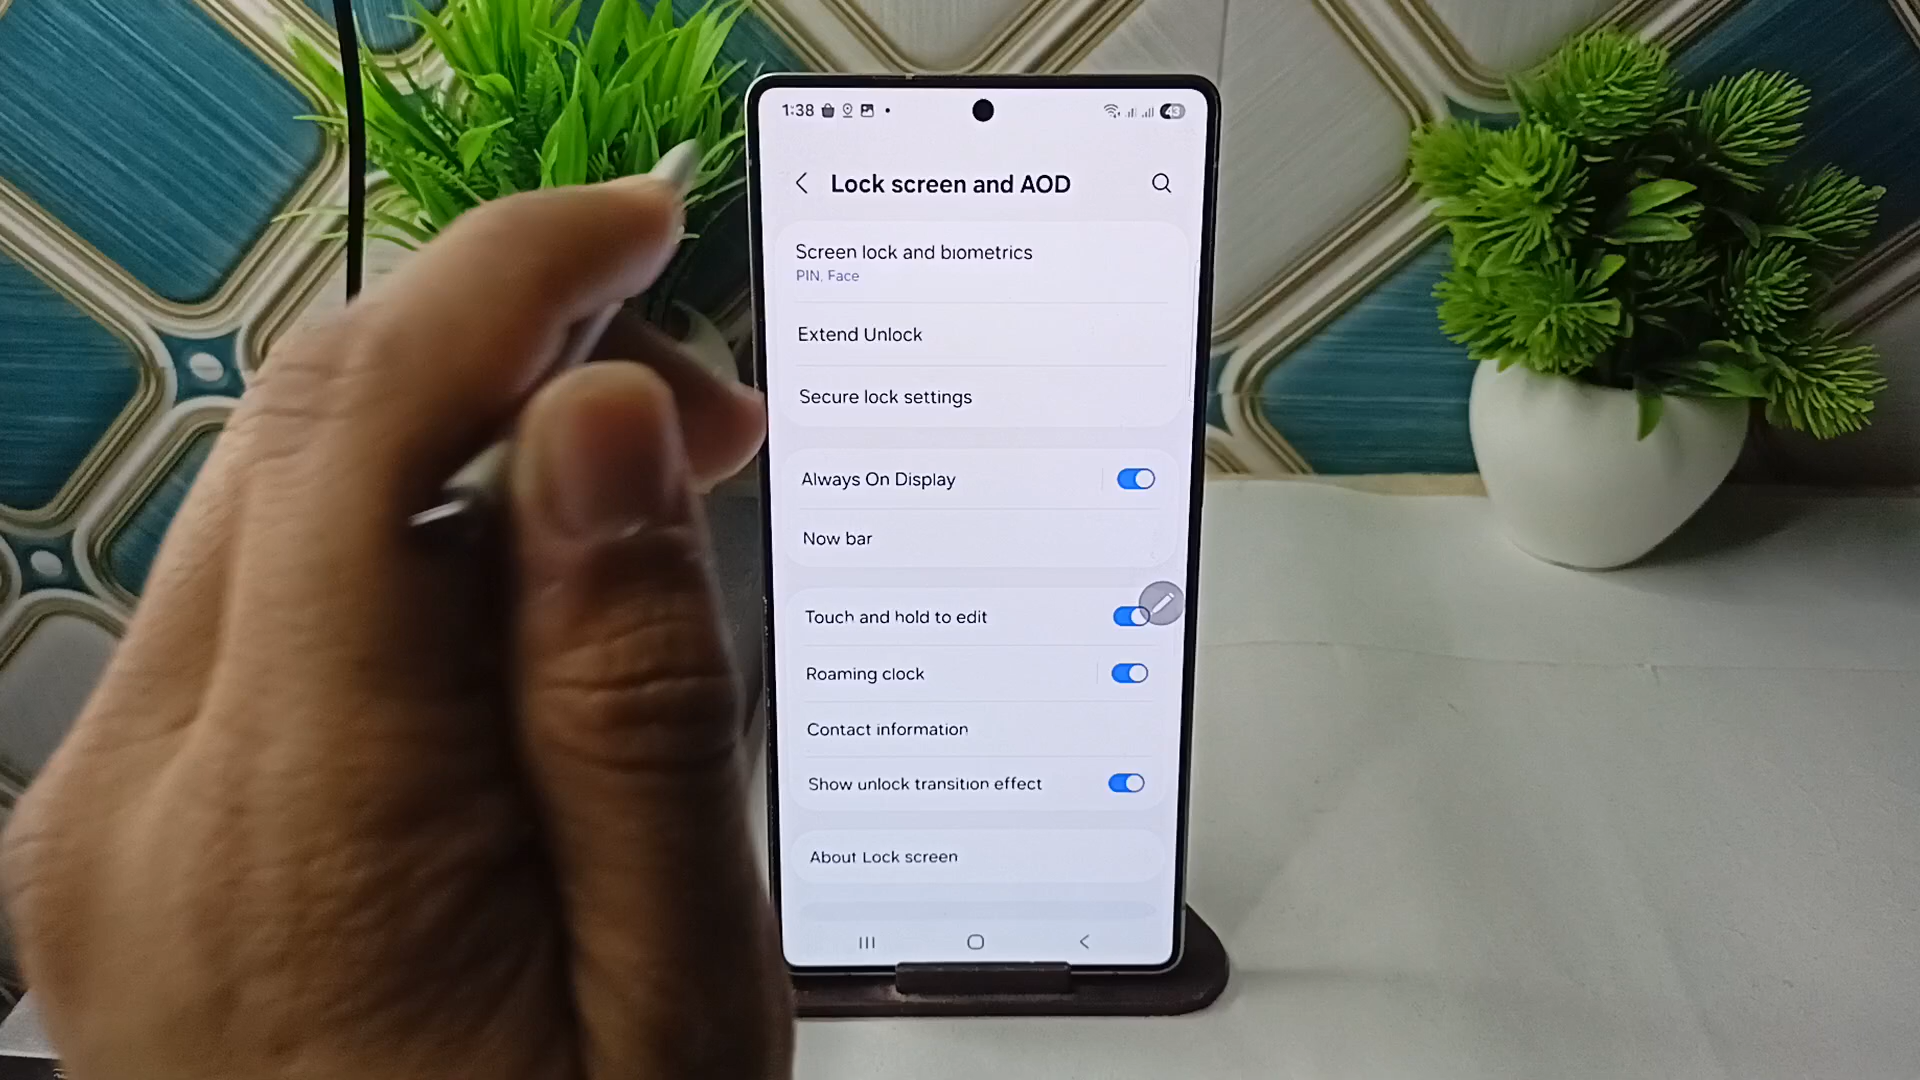 1:38
43
Lock screen and AOD
Screen lock and biometrics
PIN, Face
Extend Unlock
Secure lock settings
Always On Display
Now bar
Touch and hold to edit
Roaming clock
Contact information
Show unlock transition effect
About Lock screen